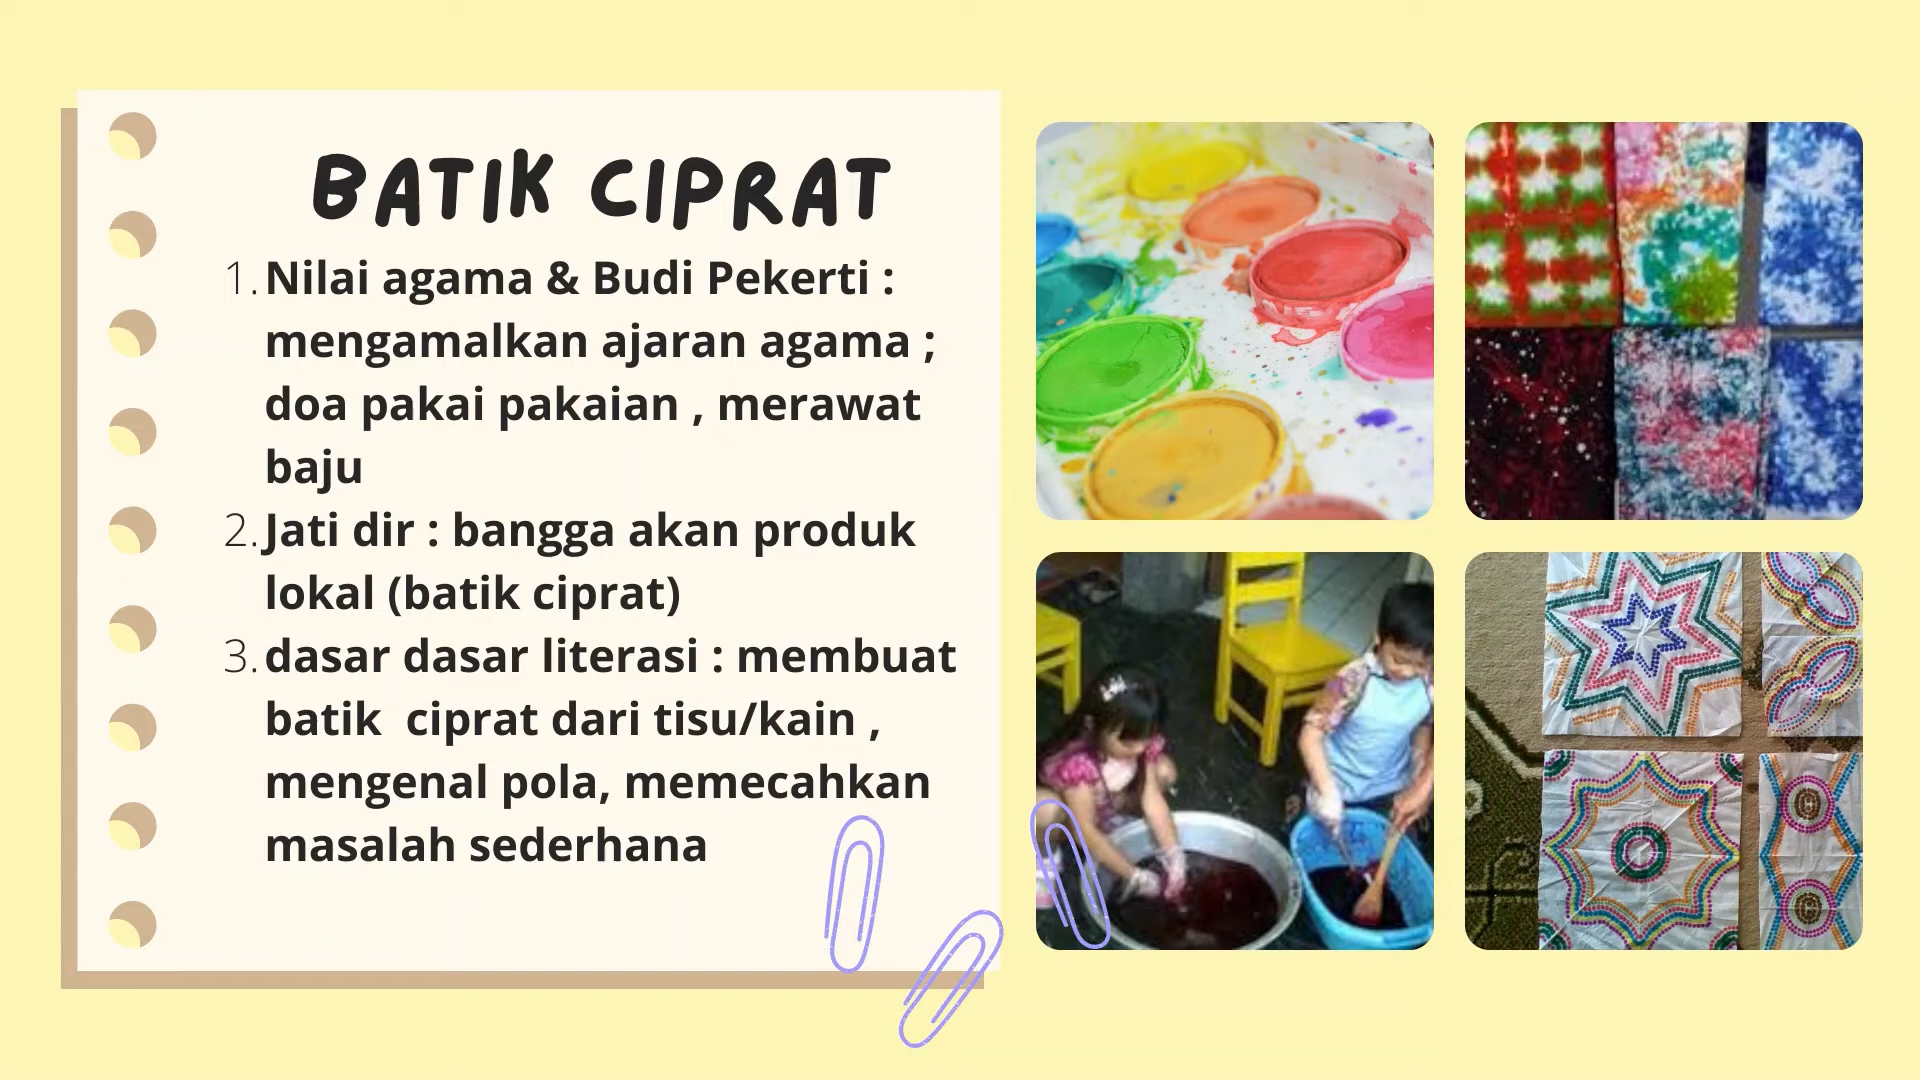 BATIK CIPRAT
1. Nilai agama & Budi Pekerti :
mengamalkan ajaran agama ;
doa pakai pakaian , merawat
baju
2. Jati dir : bangga akan produk
lokal (batik ciprat)
3. dasar dasar literasi : membuat
batik  ciprat dari tisu/kain ,
mengenal pola, memecahkan
masalah sederhana